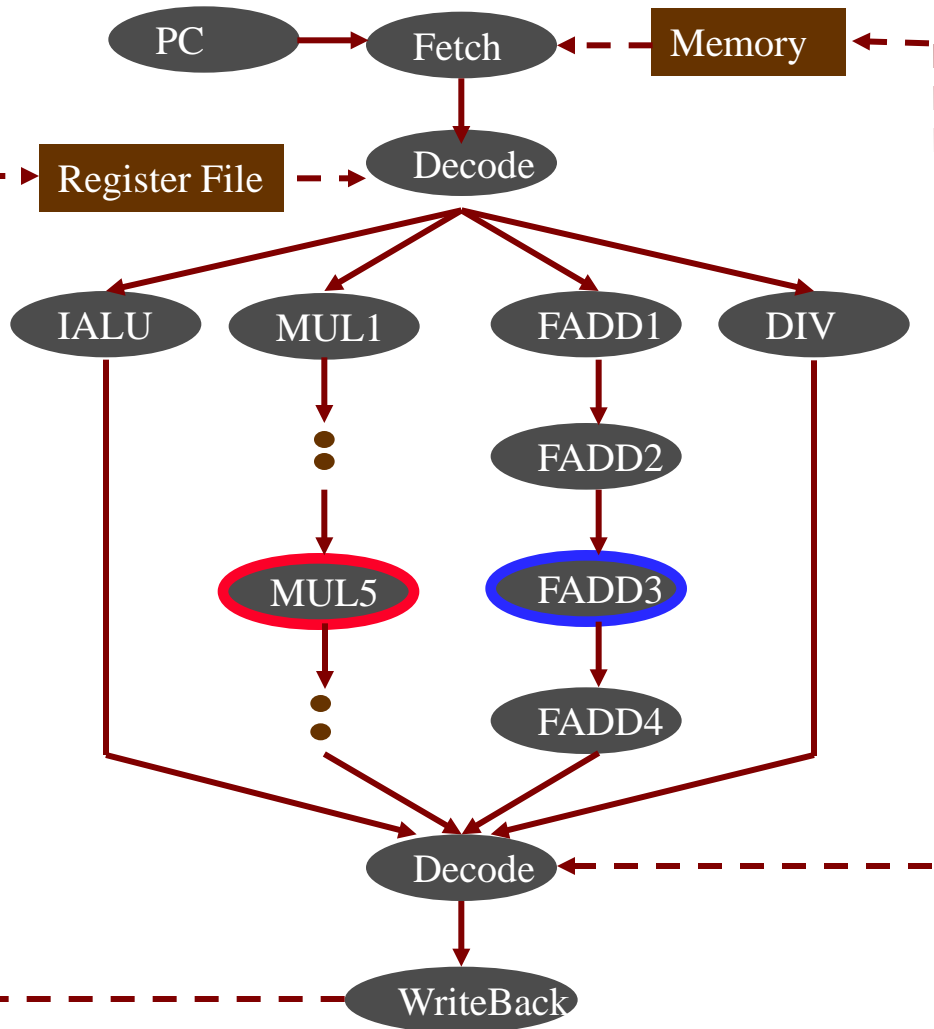 PC
Fetch
Memory
Register File
Decode
IALU
MUL1
FADD1
DIV
FADD2
MUL5
FADD3
FADD4
Decode
WriteBack